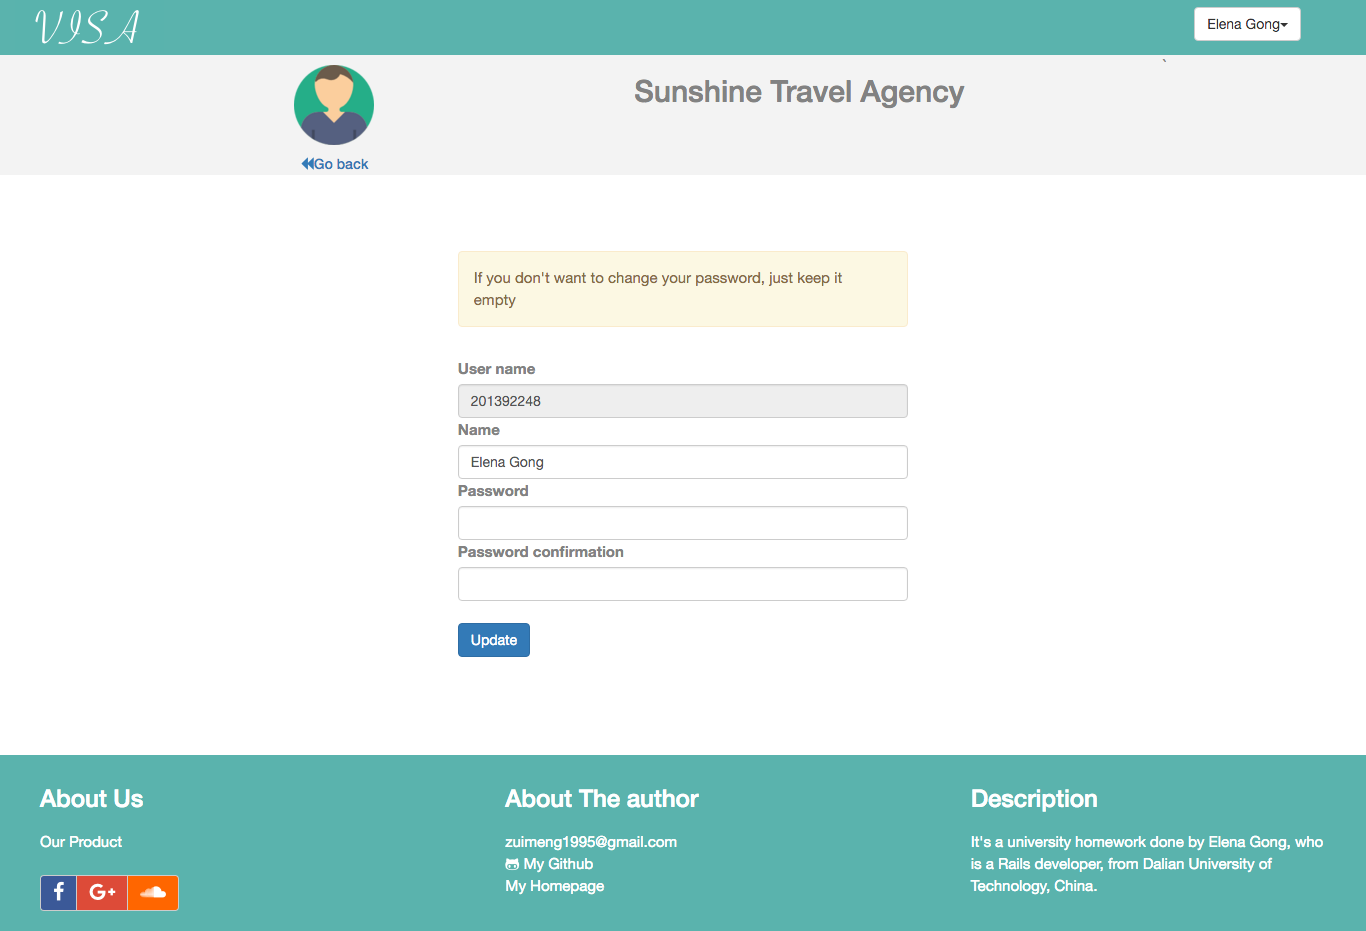 VISA
Elena Gong
`
Sunshine Travel Agency
Go back
If you don't want to change your password, just keep it
empty
User name
201392248
Name
Elena Gong
Password
Password confirmation
Update
About Us
Our Product
f G+
About The author
zuimeng1995@gmail.com
My Github
My Homepage
Description
It's a university homework done by Elena Gong, who
is a Rails developer, from Dalian University of
Technology, China.